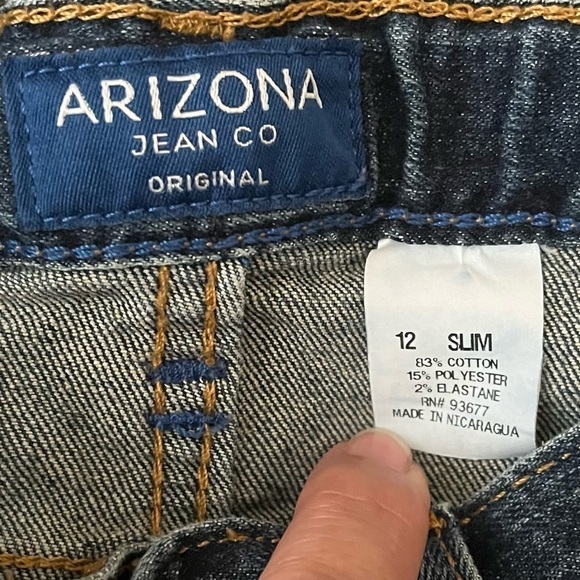 ARIZONA
JEAN CO
ORIGINAL
12 SLIM
83% COTTON
15% POLYESTER
2% ELASTANE
RN# 93677
MADE IN NICARAGUA